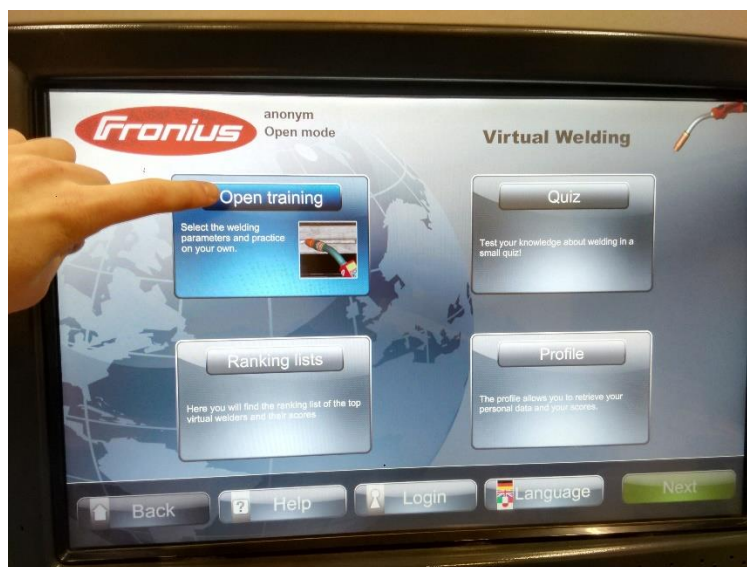 Fronius
anonym
Open mode
Virtual Welding
Open training
Select the welding
parameters and practice
on your own.
Quiz
Test your knowledge about welding in a
small quiz!
Ranking lists
Here you will find the ranking list of the top
virtual welders and their scores
Profile
The profile allows you to retrieve your
personal data and your scores.
Back
? Help
Login
Language
Next